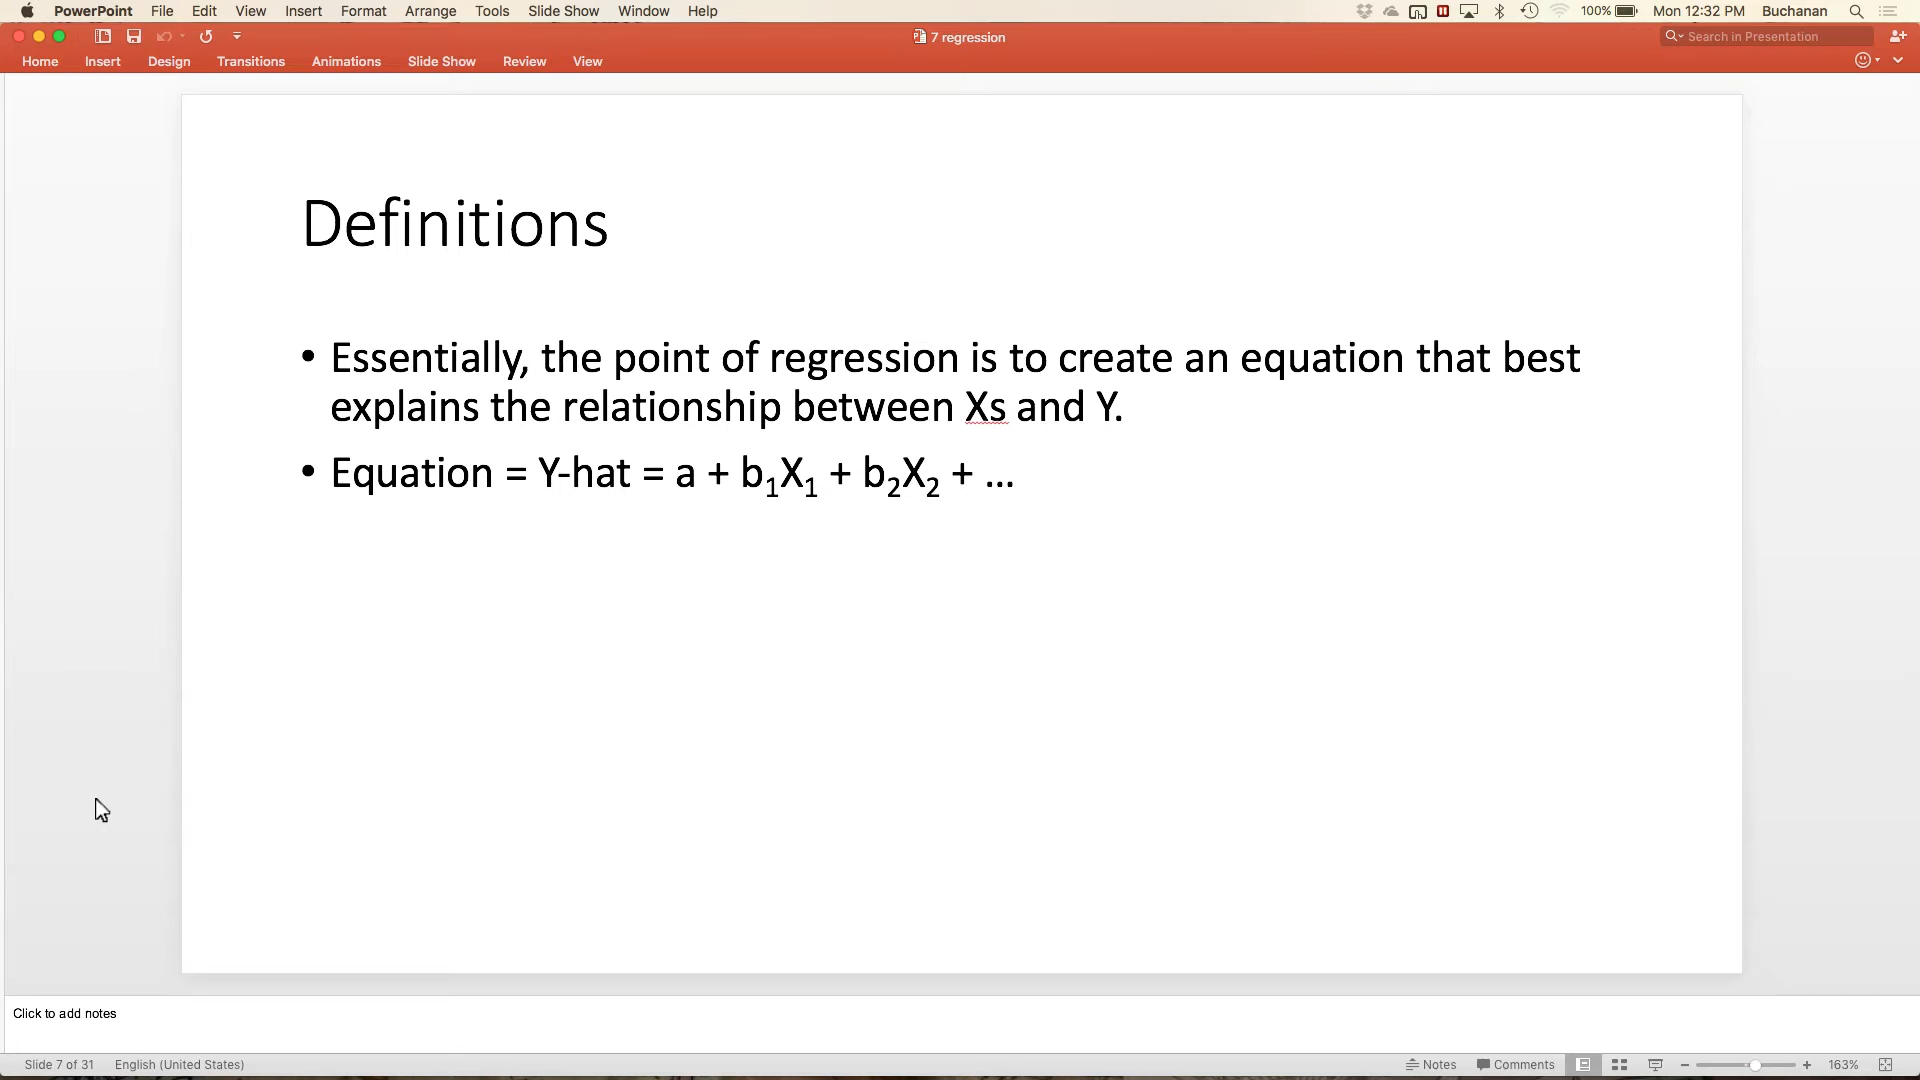 PowerPoint File Edit View Insert Format Arrange Tools Slide Show Window Help 100% Mon 12:32 PM Buchanan
7 regression Search in Presentation
Home Insert Design Transitions Animations Slide Show Review View
Definitions
• Essentially, the point of regression is to create an equation that best
explains the relationship between Xs and Y.
• Equation = Y-hat = a + b₁X₁ + b₂X₂ + ...
Click to add notes
Slide 7 of 31 English (United States) Notes Comments 163%